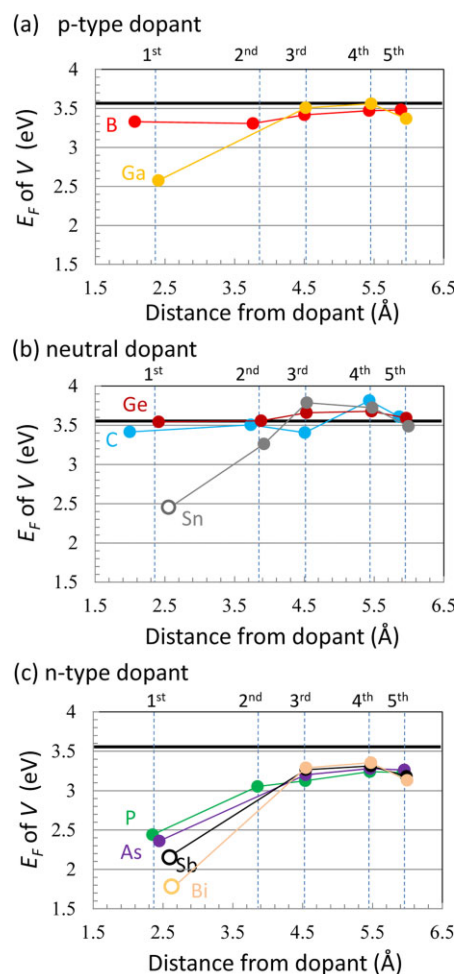 (a) p-type dopant
1st 2nd 3rd 4th 5th
4
3.5
3
2.5
2
1.5
E_F of V (eV)
B
Ga
1.5 2.5 3.5 4.5 5.5 6.5
Distance from dopant (Å)
(b) neutral dopant
1st 2nd 3rd 4th 5th
4
3.5
3
2.5
2
1.5
E_F of V (eV)
Ge
C
Sn
1.5 2.5 3.5 4.5 5.5 6.5
Distance from dopant (Å)
(c) n-type dopant
1st 2nd 3rd 4th 5th
4
3.5
3
2.5
2
1.5
E_F of V (eV)
P
As
Sb
Bi
1.5 2.5 3.5 4.5 5.5 6.5
Distance from dopant (Å)